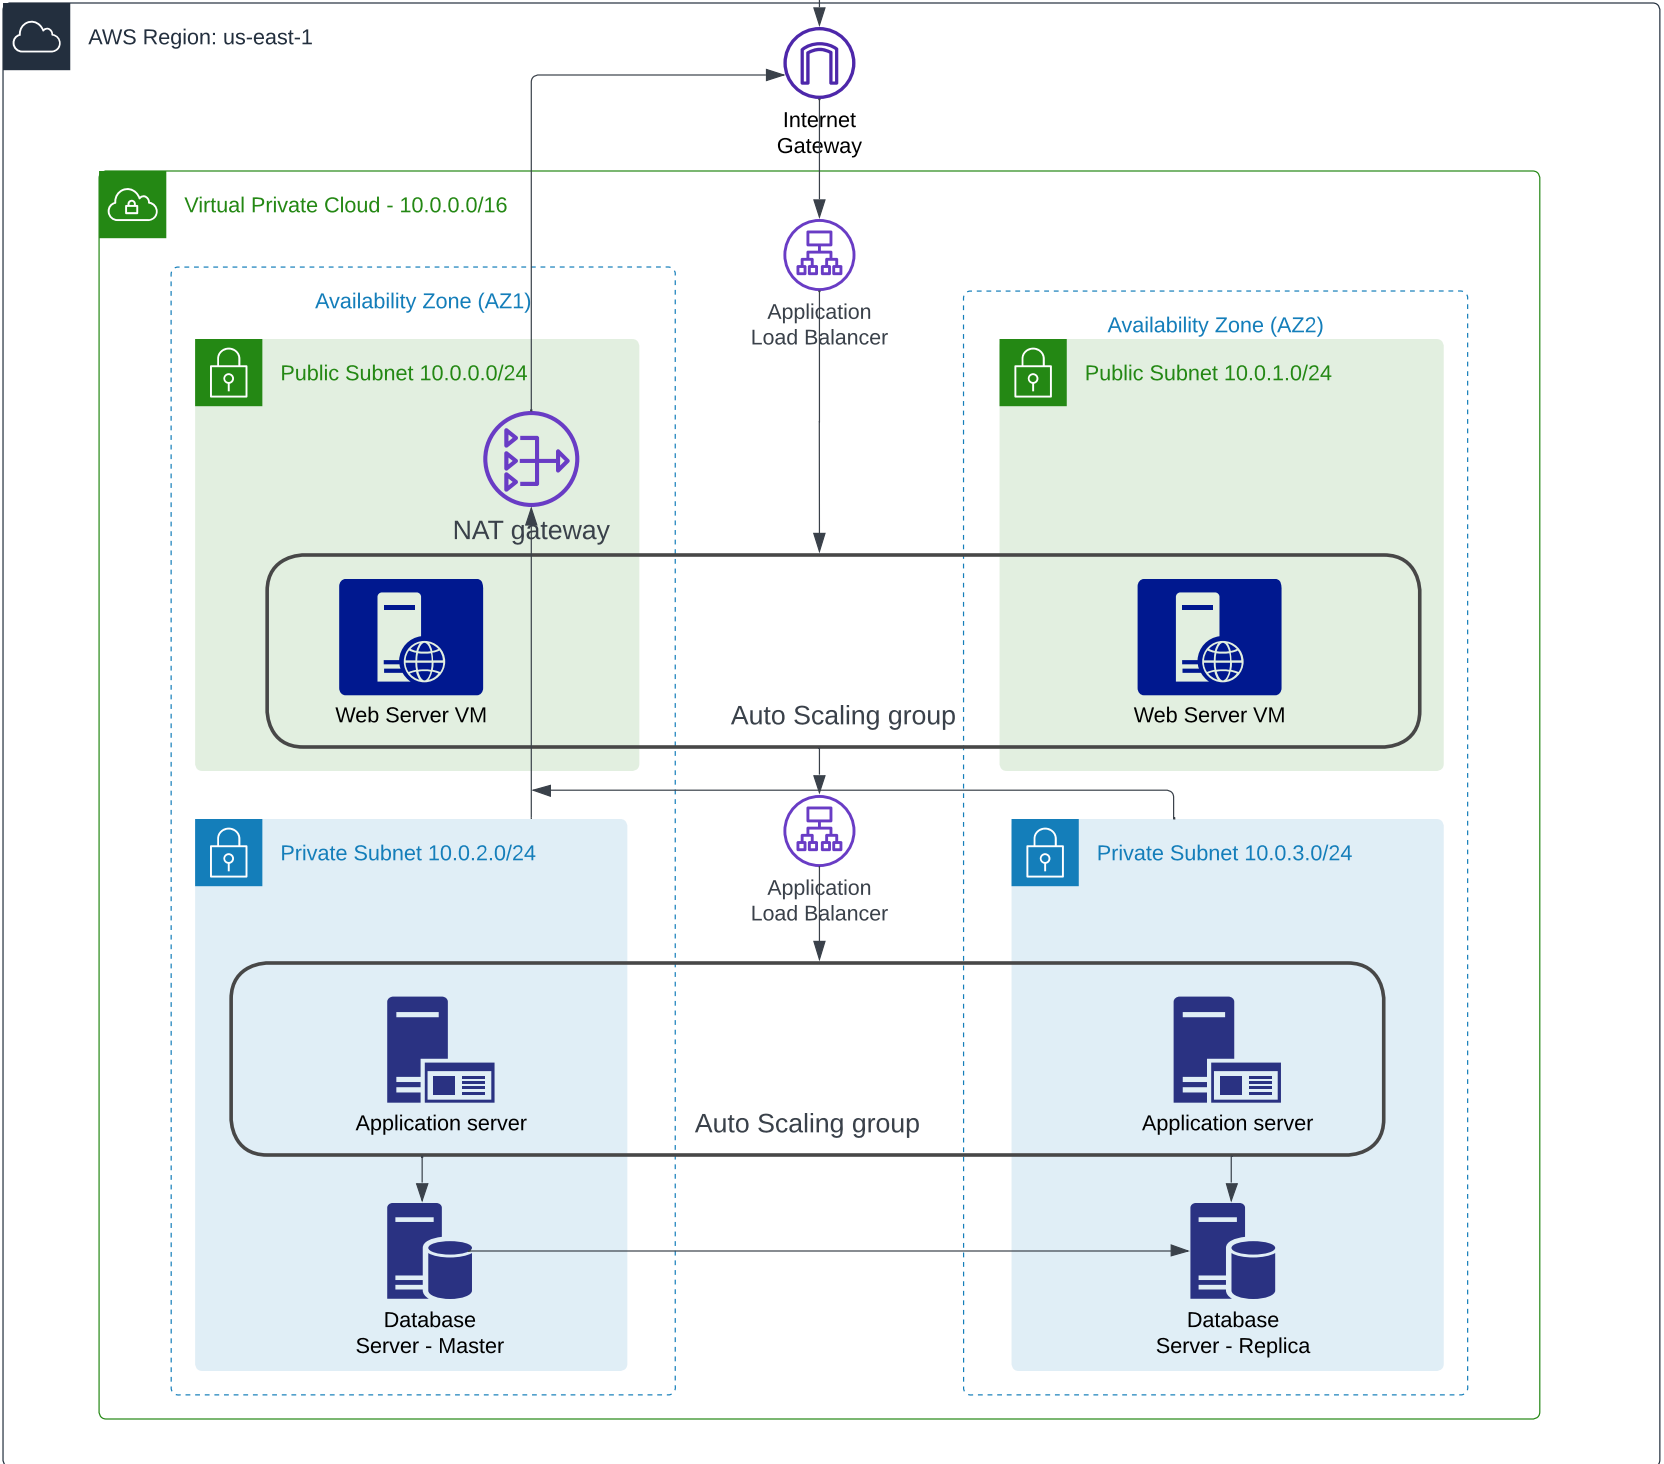 AWS Region: us-east-1
Internet
Gateway
Virtual Private Cloud - 10.0.0.0/16
Availability Zone (AZ1)
Application
Load Balancer
Availability Zone (AZ2)
Public Subnet 10.0.0.0/24
Public Subnet 10.0.1.0/24
NAT gateway
Web Server VM
Auto Scaling group
Web Server VM
Private Subnet 10.0.2.0/24
Application
Load Balancer
Private Subnet 10.0.3.0/24
Application server
Auto Scaling group
Application server
Database
Server - Master
Database
Server - Replica